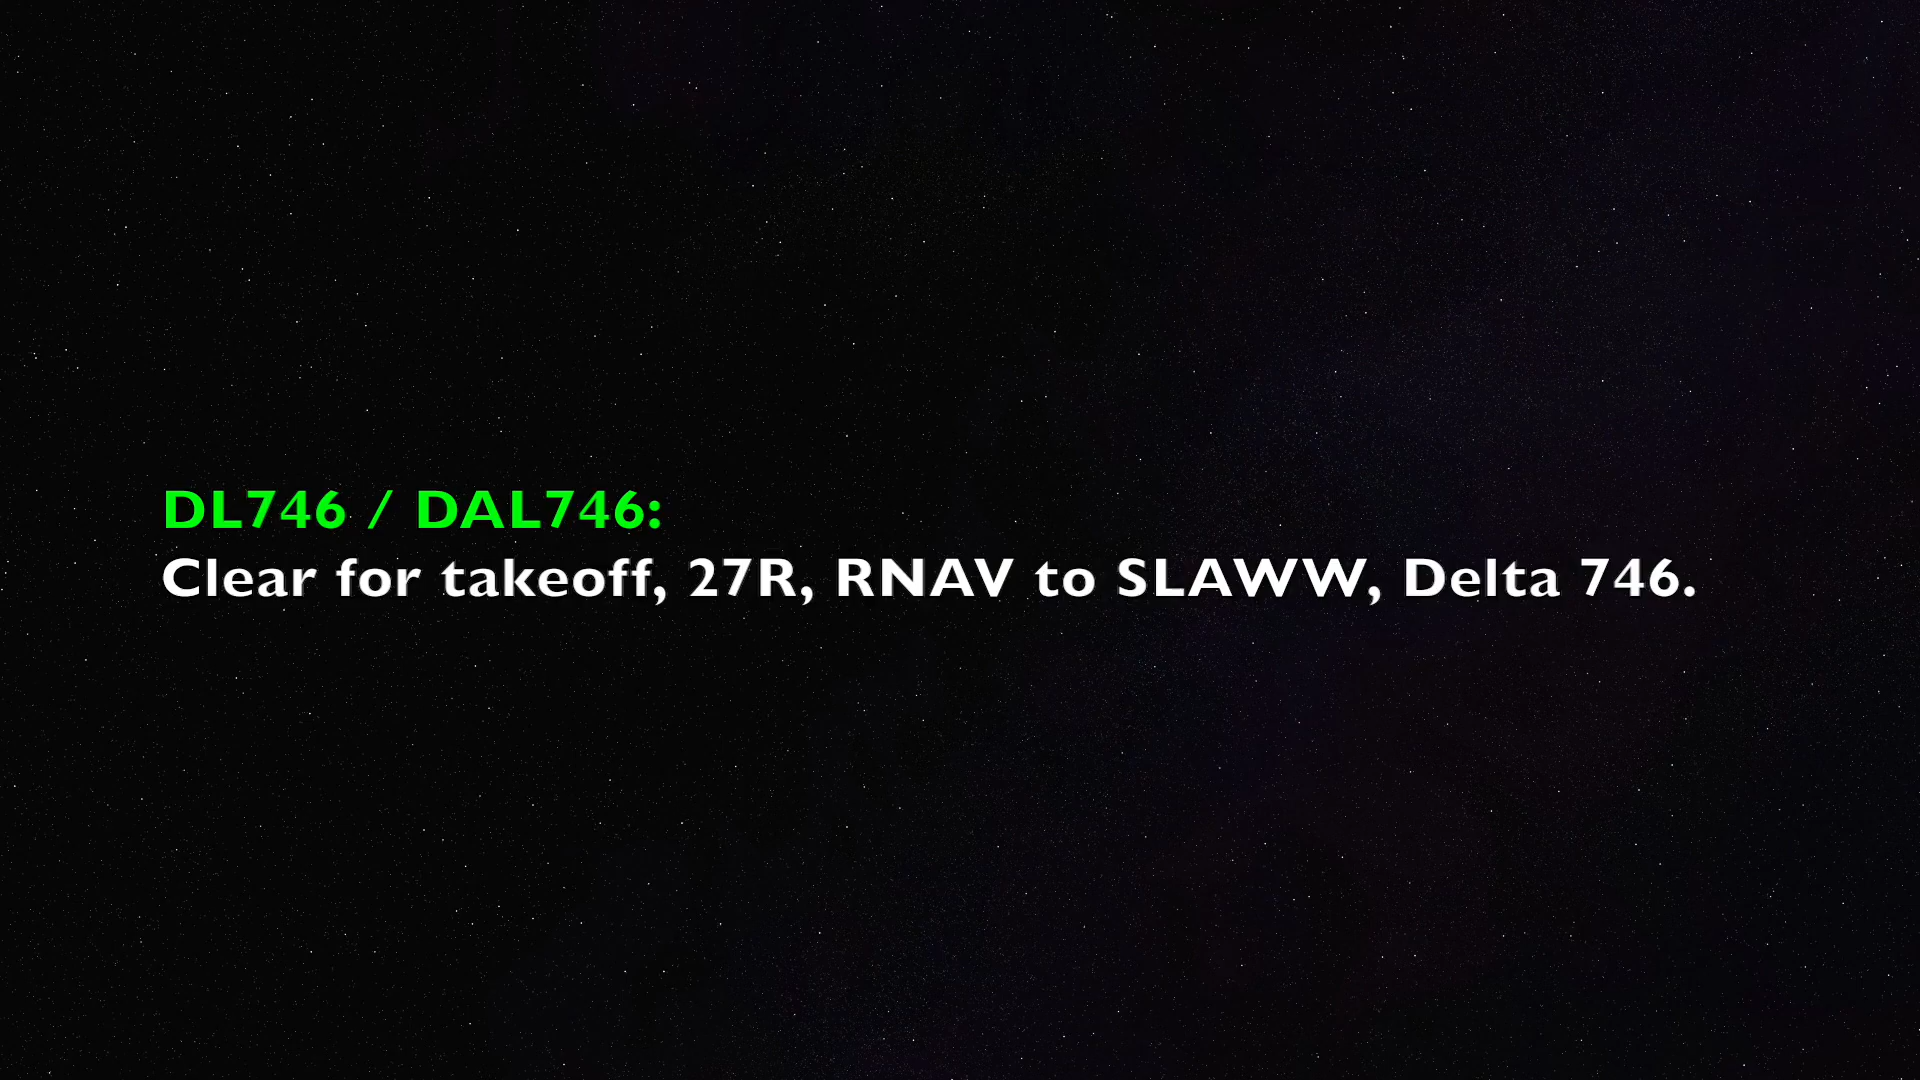 DL746 / DAL746:
Clear for takeoff, 27R, RNAV to SLAWW, Delta 746.